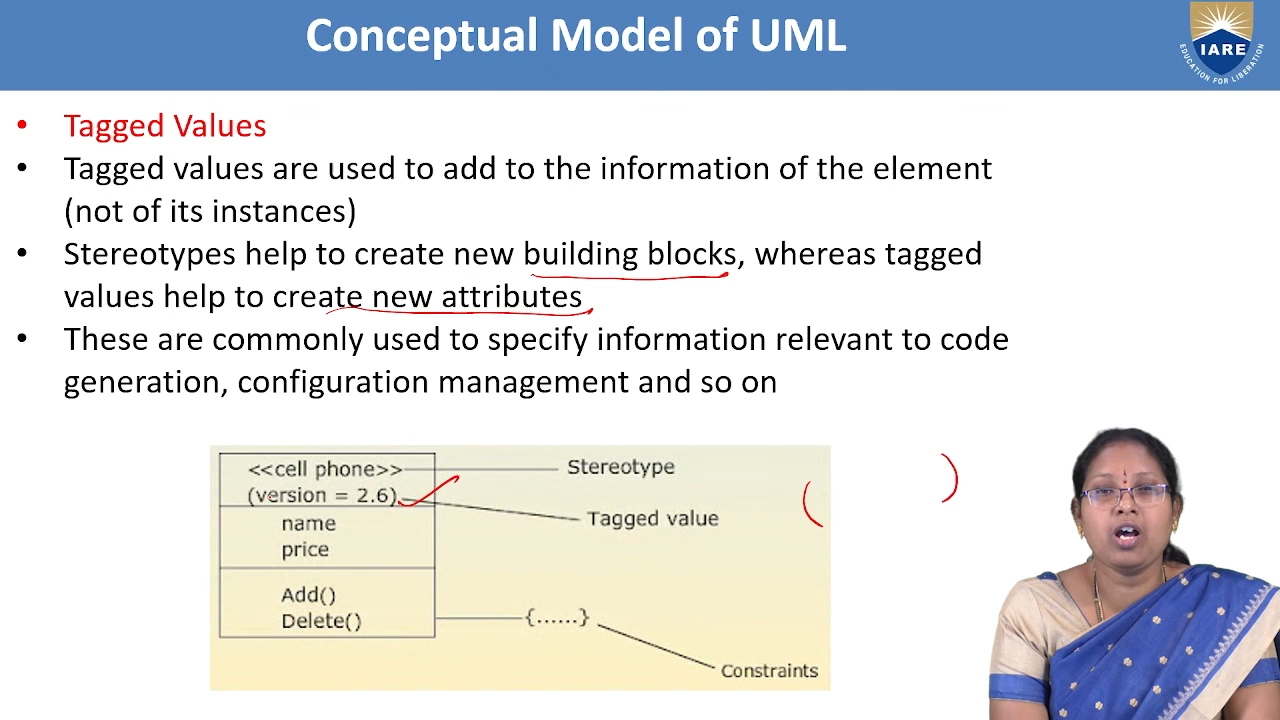 Conceptual Model of UML
IARE
EDUCATION FOR LIBERATION
• Tagged Values
• Tagged values are used to add to the information of the element
(not of its instances)
• Stereotypes help to create new building blocks, whereas tagged
values help to create new attributes
• These are commonly used to specify information relevant to code
generation, configuration management and so on
<<cell phone>> Stereotype
(version = 2.6)
Tagged value
name
price
Add()
Delete() {......}
Constraints
( )